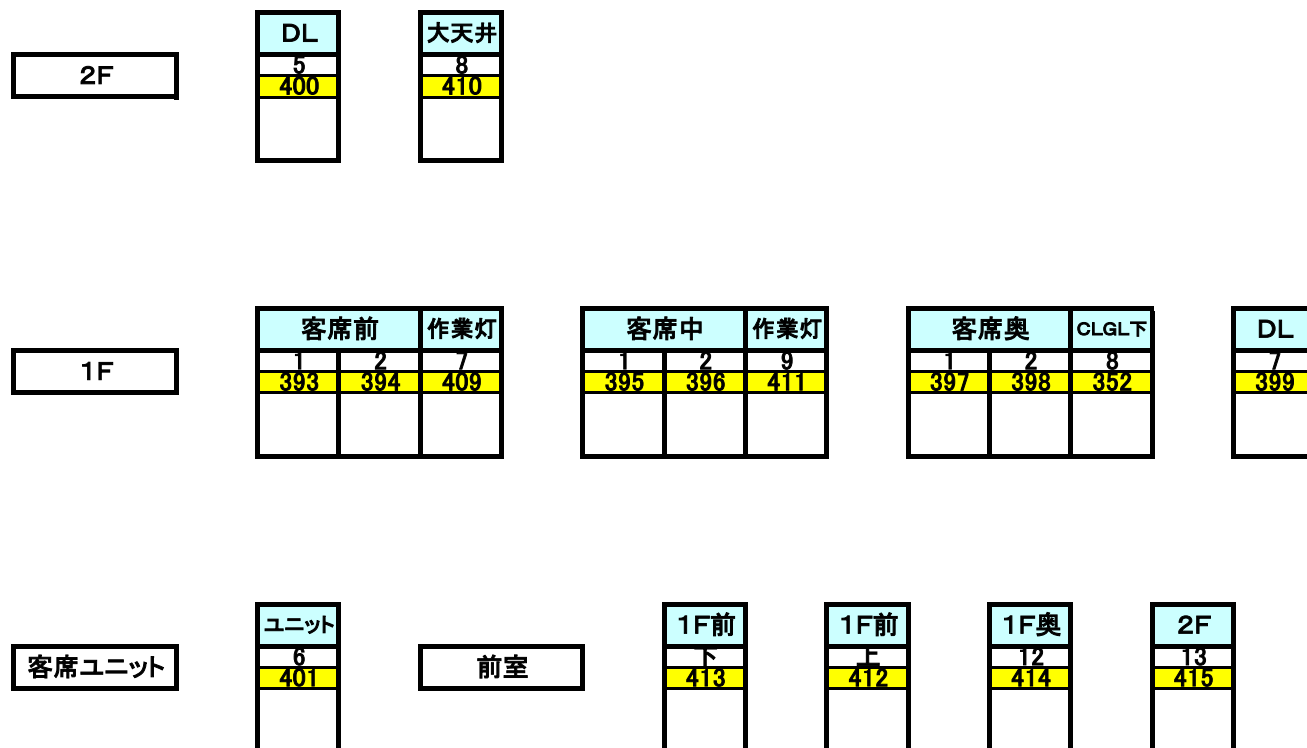 DL 大天井
2F
5 8
400 410
客席前 作業灯 客席中 作業灯 客席奥 CLGL下 DL
1F
1 2 7 1 2 9 1 2 8 7
393 394 409 395 396 411 397 398 352 399
ユニット 1F前 1F前 1F奥 2F
客席ユニット 前室
6 下 上 12 13
401 413 412 414 415